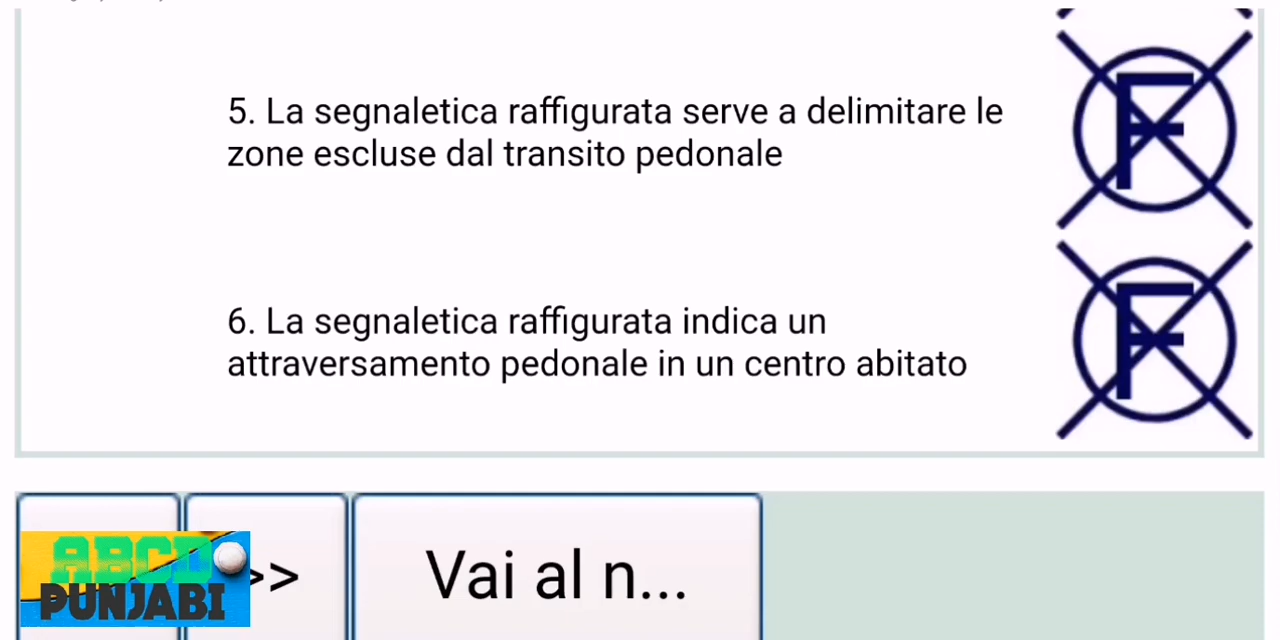 5. La segnaletica raffigurata serve a delimitare le
zone escluse dal transito pedonale
F
6. La segnaletica raffigurata indica un
attraversamento pedonale in un centro abitato
F
>>
Vai al n...
ABCD
PUNJABI